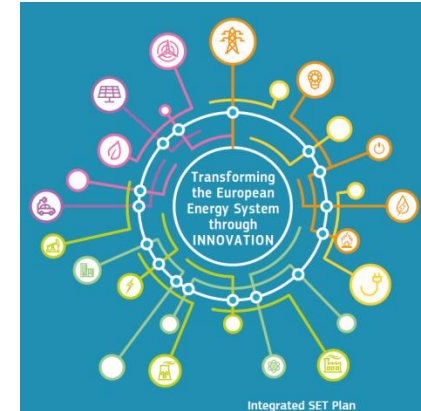 Transforming
the European
Energy System
through
INNOVATION
Integrated SET Plan